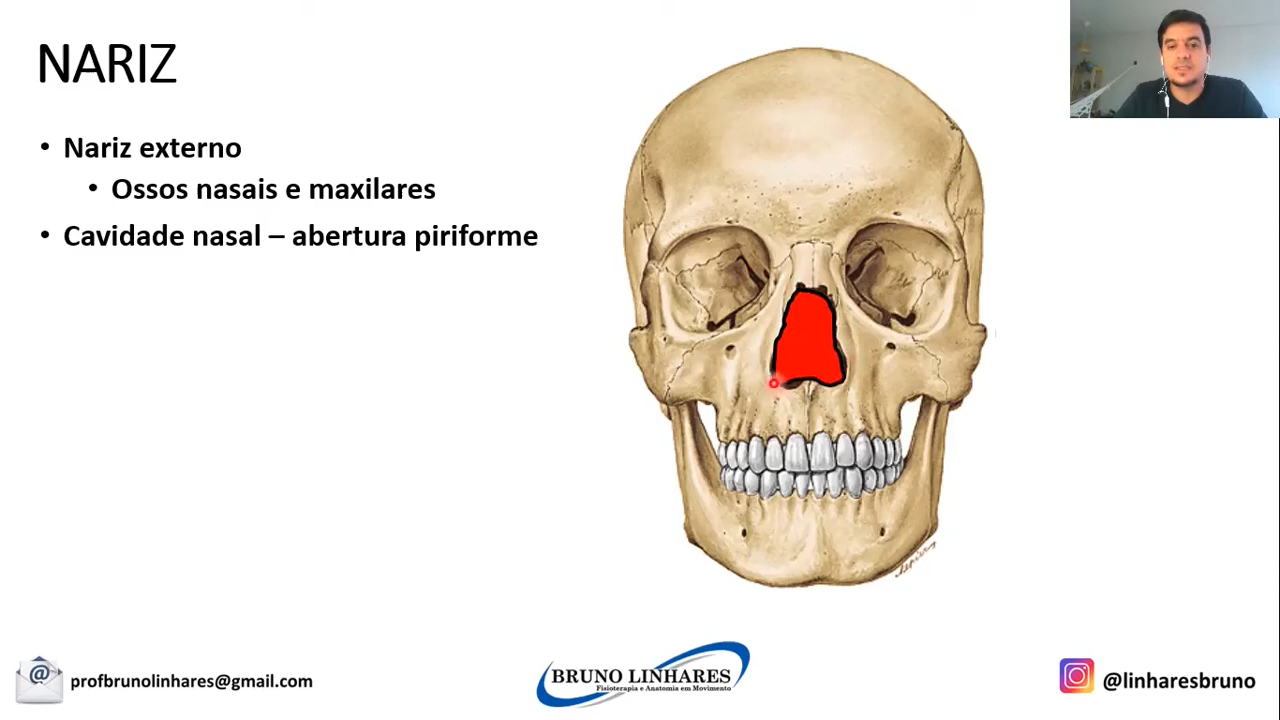 NARIZ
• Nariz externo
• Ossos nasais e maxilares
• Cavidade nasal – abertura piriforme
profbrunolinhares@gmail.com
BRUNO LINHARES
Fisioterapia e Anatomia em Movimento
@linharesbruno